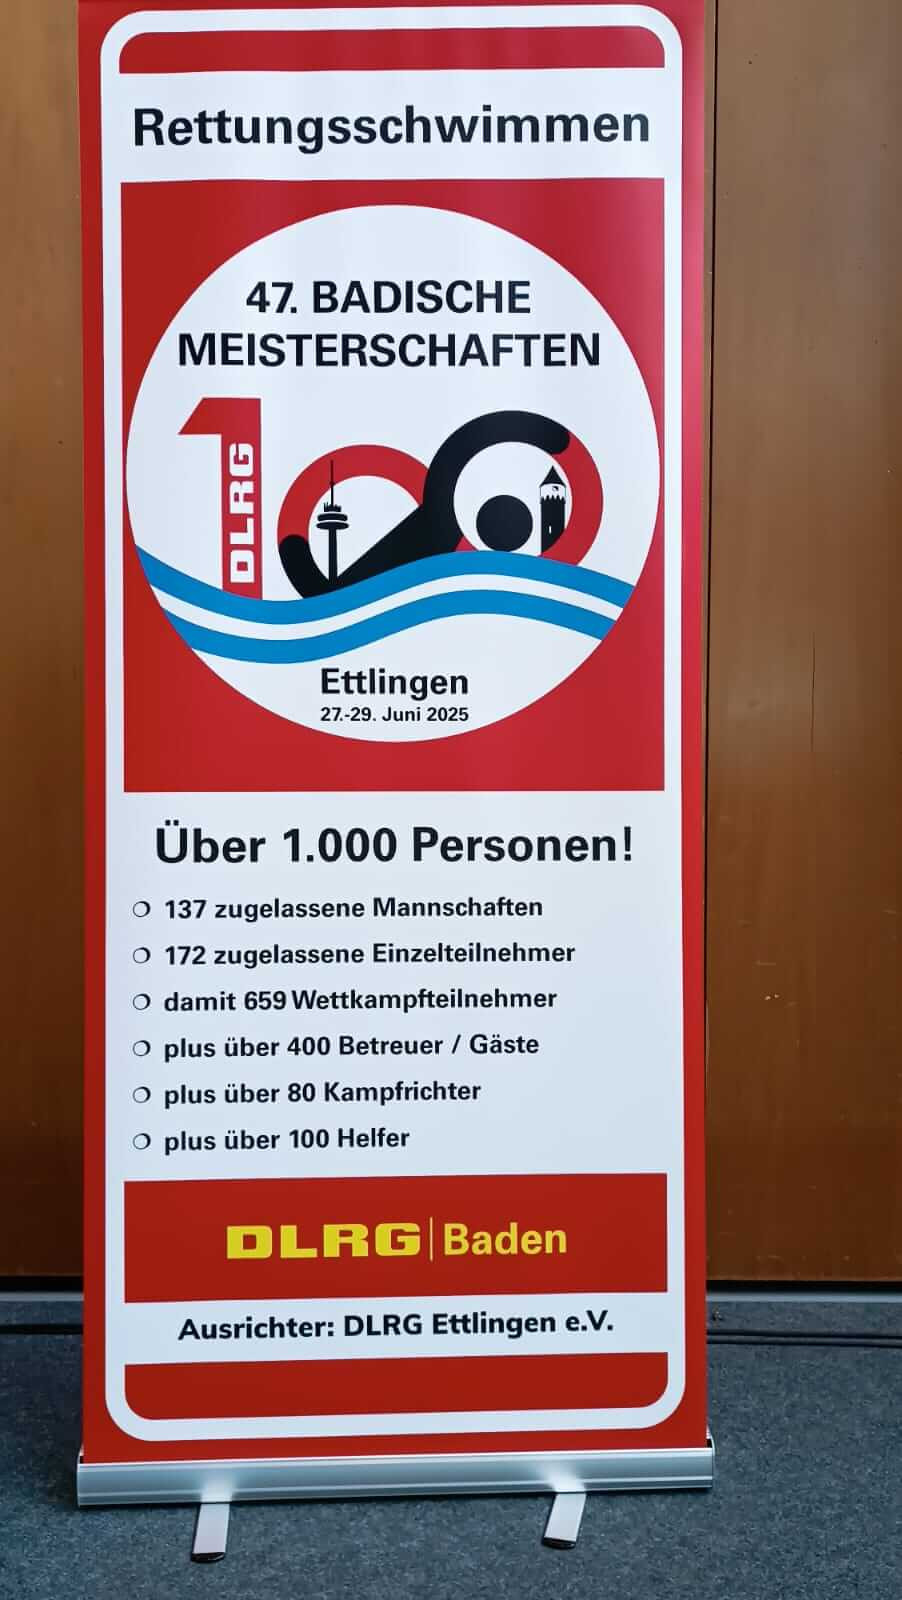 Rettungsschwimmen
47. BADISCHE
MEISTERSCHAFTEN
100
DLRG
Ettlingen
27.-29. Juni 2025
Über 1.000 Personen!
❍ 137 zugelassene Mannschaften
❍ 172 zugelassene Einzelteilnehmer
❍ damit 659 Wettkampfteilnehmer
❍ plus über 400 Betreuer / Gäste
❍ plus über 80 Kampfrichter
❍ plus über 100 Helfer
DLRG | Baden
Ausrichter: DLRG Ettlingen e.V.